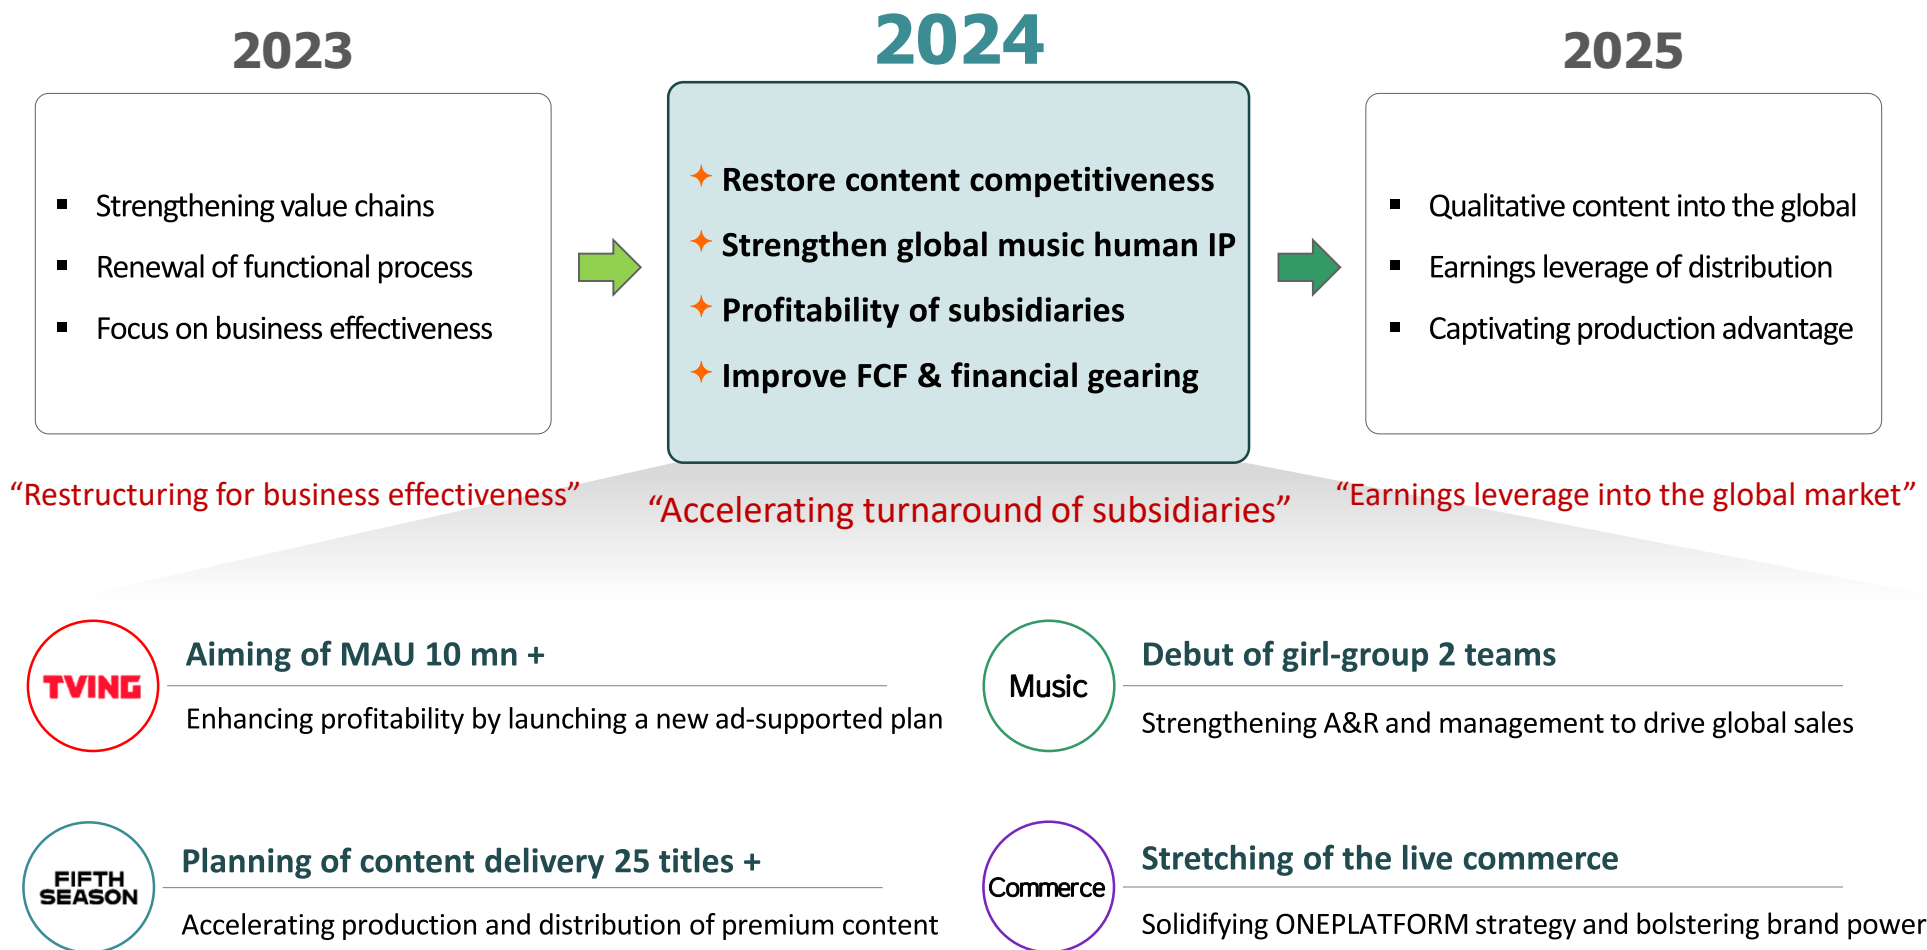 2023
2024
2025
▪ Strengthening value chains
▪ Renewal of functional process
▪ Focus on business effectiveness
✦ Restore content competitiveness
✦ Strengthen global music human IP
✦ Profitability of subsidiaries
✦ Improve FCF & financial gearing
▪ Qualitative content into the global
▪ Earnings leverage of distribution
▪ Captivating production advantage
“Restructuring for business effectiveness”
“Accelerating turnaround of subsidiaries”
“Earnings leverage into the global market”
TVING
Aiming of MAU 10 mn +
Enhancing profitability by launching a new ad-supported plan
Music
Debut of girl-group 2 teams
Strengthening A&R and management to drive global sales
FIFTH
SEASON
Planning of content delivery 25 titles +
Accelerating production and distribution of premium content
Commerce
Stretching of the live commerce
Solidifying ONEPLATFORM strategy and bolstering brand power